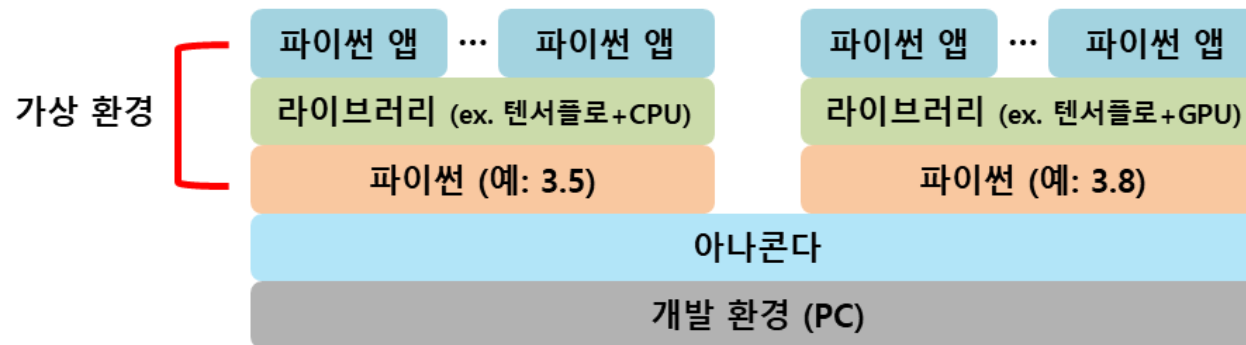 파이썬 앱 ··· 파이썬 앱 파이썬 앱 ··· 파이썬 앱
가상 환경 라이브러리 (ex. 텐서플로+CPU) 라이브러리 (ex. 텐서플로+GPU)
파이썬 (예: 3.5) 파이썬 (예: 3.8)
아나콘다
개발 환경 (PC)